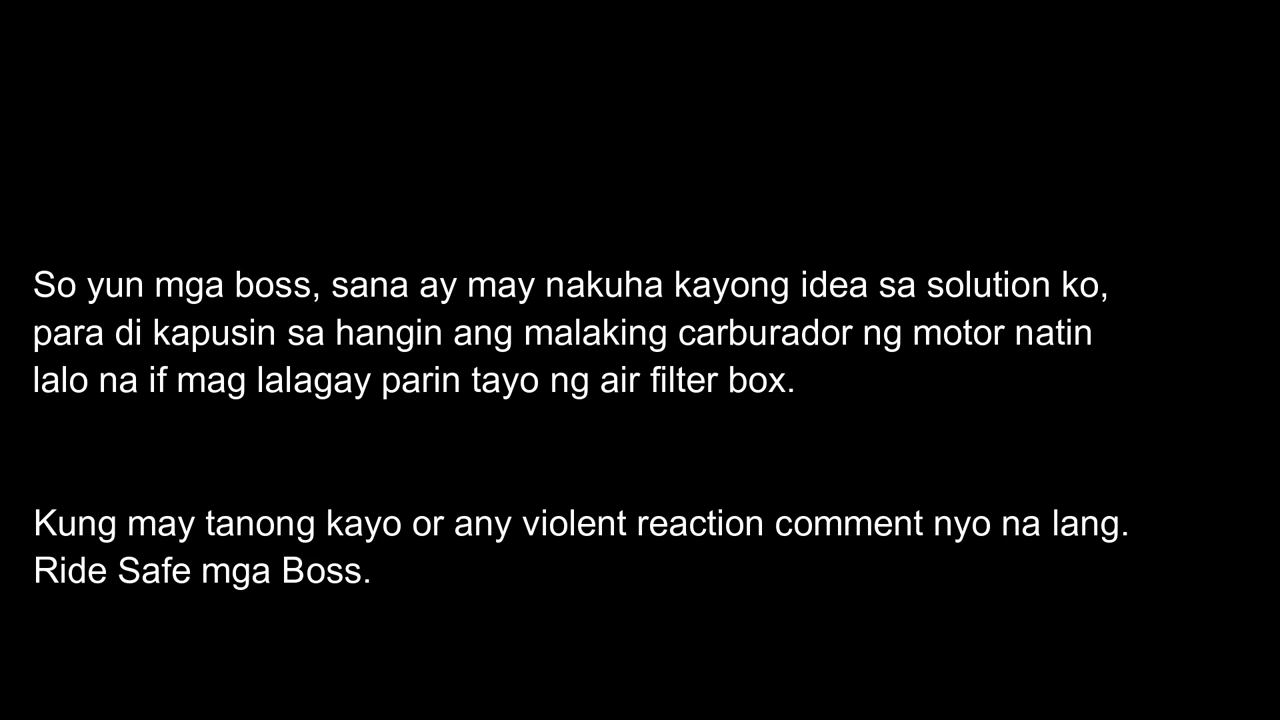 So yun mga boss, sana ay may nakuha kayong idea sa solution ko,
para di kapusin sa hangin ang malaking carburador ng motor natin
lalo na if mag lalagay parin tayo ng air filter box.
Kung may tanong kayo or any violent reaction comment nyo na lang.
Ride Safe mga Boss.